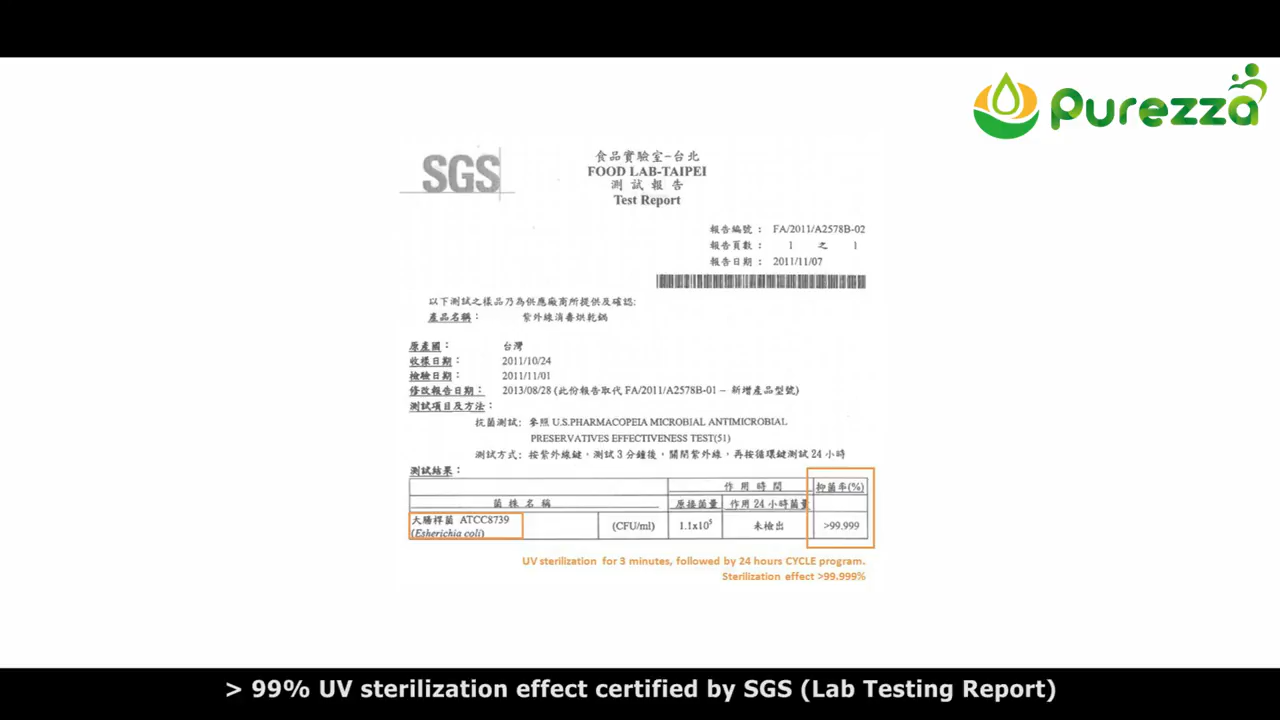 Purezza
SGS
食品實驗室-台北
FOOD LAB-TAIPEI
測試報告
Test Report
報告編號： FA/2011/A2578B-02
報告頁數： 1 之 1
報告日期： 2011/11/07
以下測試之樣品乃為供應廠商所提供及確認:
產品名稱： 紫外線消毒烘乾鍋
原產國： 台灣
收樣日期： 2011/10/24
檢驗日期： 2011/11/01
修改報告日期： 2013/08/28 (此份報告取代 FA/2011/A2578B-01 – 新增產品型號)
測試項目及方法：
抗菌測試: 參照 U.S.PHARMACOPEIA MICROBIAL ANTIMICROBIAL
PRESERVATIVES EFFECTIVENESS TEST(51)
測試方式: 按紫外線鍵，測試3分鐘後，關閉紫外線，再按循環鍵測試24小時
測試結果：
作用時間 抑菌率(%)
菌株名稱 原接菌量 作用24小時菌量
大腸桿菌 ATCC8739
(Esherichia coli) (CFU/ml) 1.1x10⁵ 未檢出 >99.999
UV sterilization for 3 minutes, followed by 24 hours CYCLE program.
Sterilization effect >99.999%
> 99% UV sterilization effect certified by SGS (Lab Testing Report)